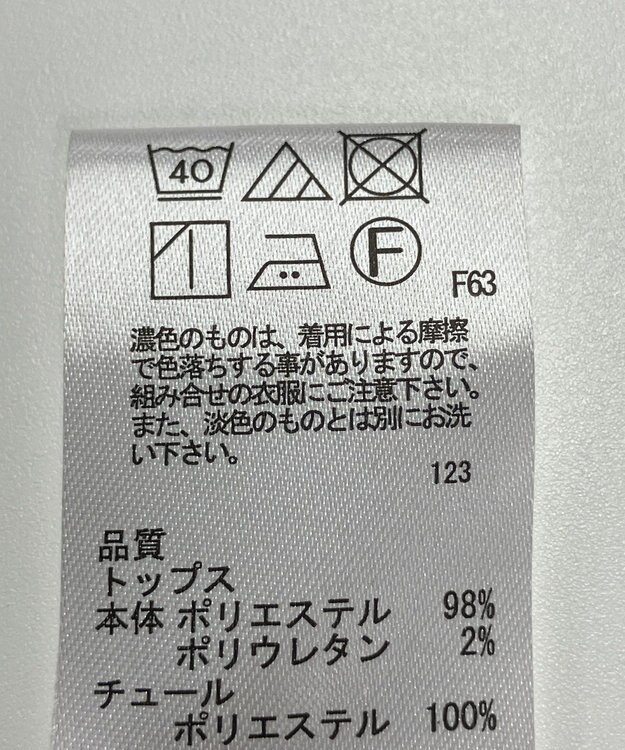 40
F
F63
濃色のものは、着用による摩擦
で色落ちする事がありますので、
組み合せの衣服にご注意下さい。
また、淡色のものとは別にお洗
い下さい。
123
品質
トップス
本体 ポリエステル 98%
ポリウレタン 2%
チュール
ポリエステル 100%